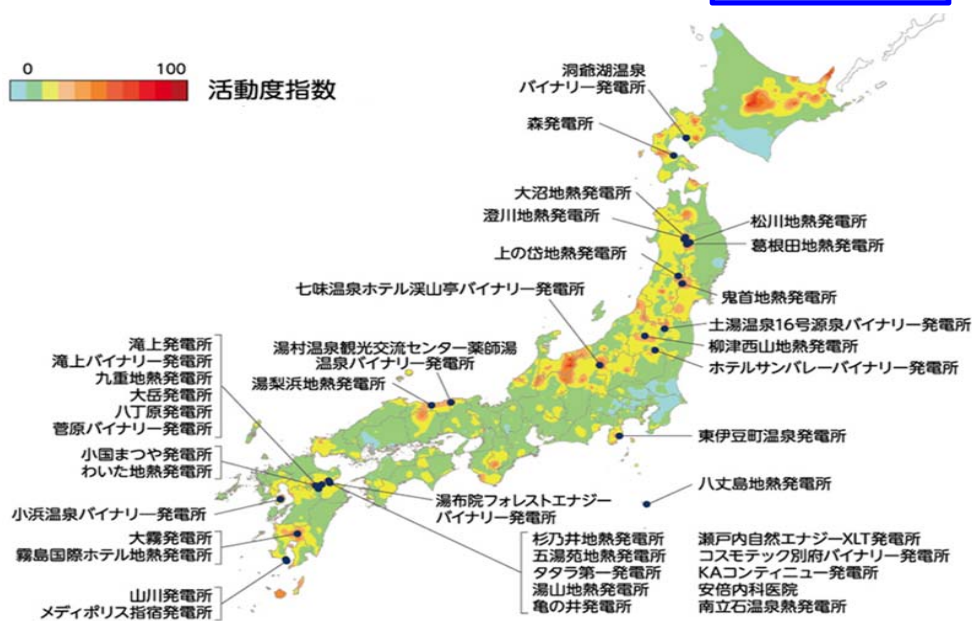 0 100
活動度指数
洞爺湖温泉
バイナリー発電所
森発電所
大沼地熱発電所
澄川地熱発電所
松川地熱発電所
葛根田地熱発電所
上の岱地熱発電所
鬼首地熱発電所
七味温泉ホテル渓山亭バイナリー発電所
土湯温泉16号源泉バイナリー発電所
柳津西山地熱発電所
ホテルサンバレーバイナリー発電所
湯村温泉観光交流センター薬師湯
温泉バイナリー発電所
湯梨浜地熱発電所
東伊豆町温泉発電所
八丈島地熱発電所
滝上発電所
滝上バイナリー発電所
九重地熱発電所
大岳発電所
八丁原発電所
菅原バイナリー発電所
小国まつや発電所
わいた地熱発電所
小浜温泉バイナリー発電所
大霧発電所
霧島国際ホテル地熱発電所
山川発電所
メディポリス指宿発電所
湯布院フォレストエナジー
バイナリー発電所
杉乃井地熱発電所
五湯苑地熱発電所
タタラ第一発電所
湯山地熱発電所
亀の井発電所
瀬戸内自然エナジーXLT発電所
コスモテック別府バイナリー発電所
KAコンティニュー発電所
安倍内科医院
南立石温泉熱発電所